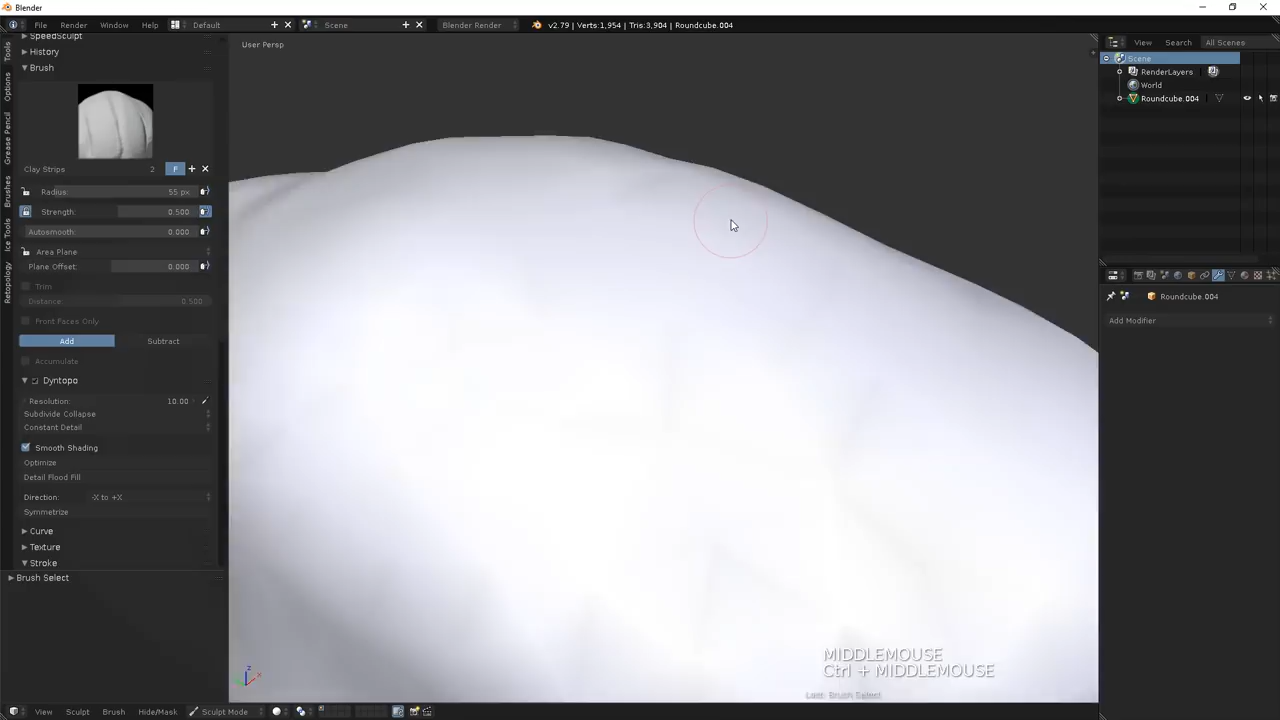 Blender
File Render Window Help Default Scene Blender Render v2.79 | Verts:1,954 | Tris:3,904 | Roundcube.004
SpeedSculpt
History
Brush
Clay Strips 2 F
Radius: 55 px
Strength: 0.500
Autosmooth: 0.000
Area Plane
Plane Offset: 0.000
Trim
Distance: 0.500
Front Faces Only
Add Subtract
Accumulate
Dyntopo
Resolution: 10.00
Subdivide Collapse
Constant Detail
Smooth Shading
Optimize
Detail Flood Fill
Direction: -X to +X
Symmetrize
Curve
Texture
Stroke
Brush Select
Tools
Options
Grease Pencil
Brushes
Ice Tools
Retopology
User Persp
MIDDLEMOUSE
Ctrl + MIDDLEMOUSE
Last: Brush Select
z
x
View Sculpt Brush Hide/Mask Sculpt Mode
View Search All Scenes
Scene
RenderLayers
World
Roundcube.004
Roundcube.004
Add Modifier